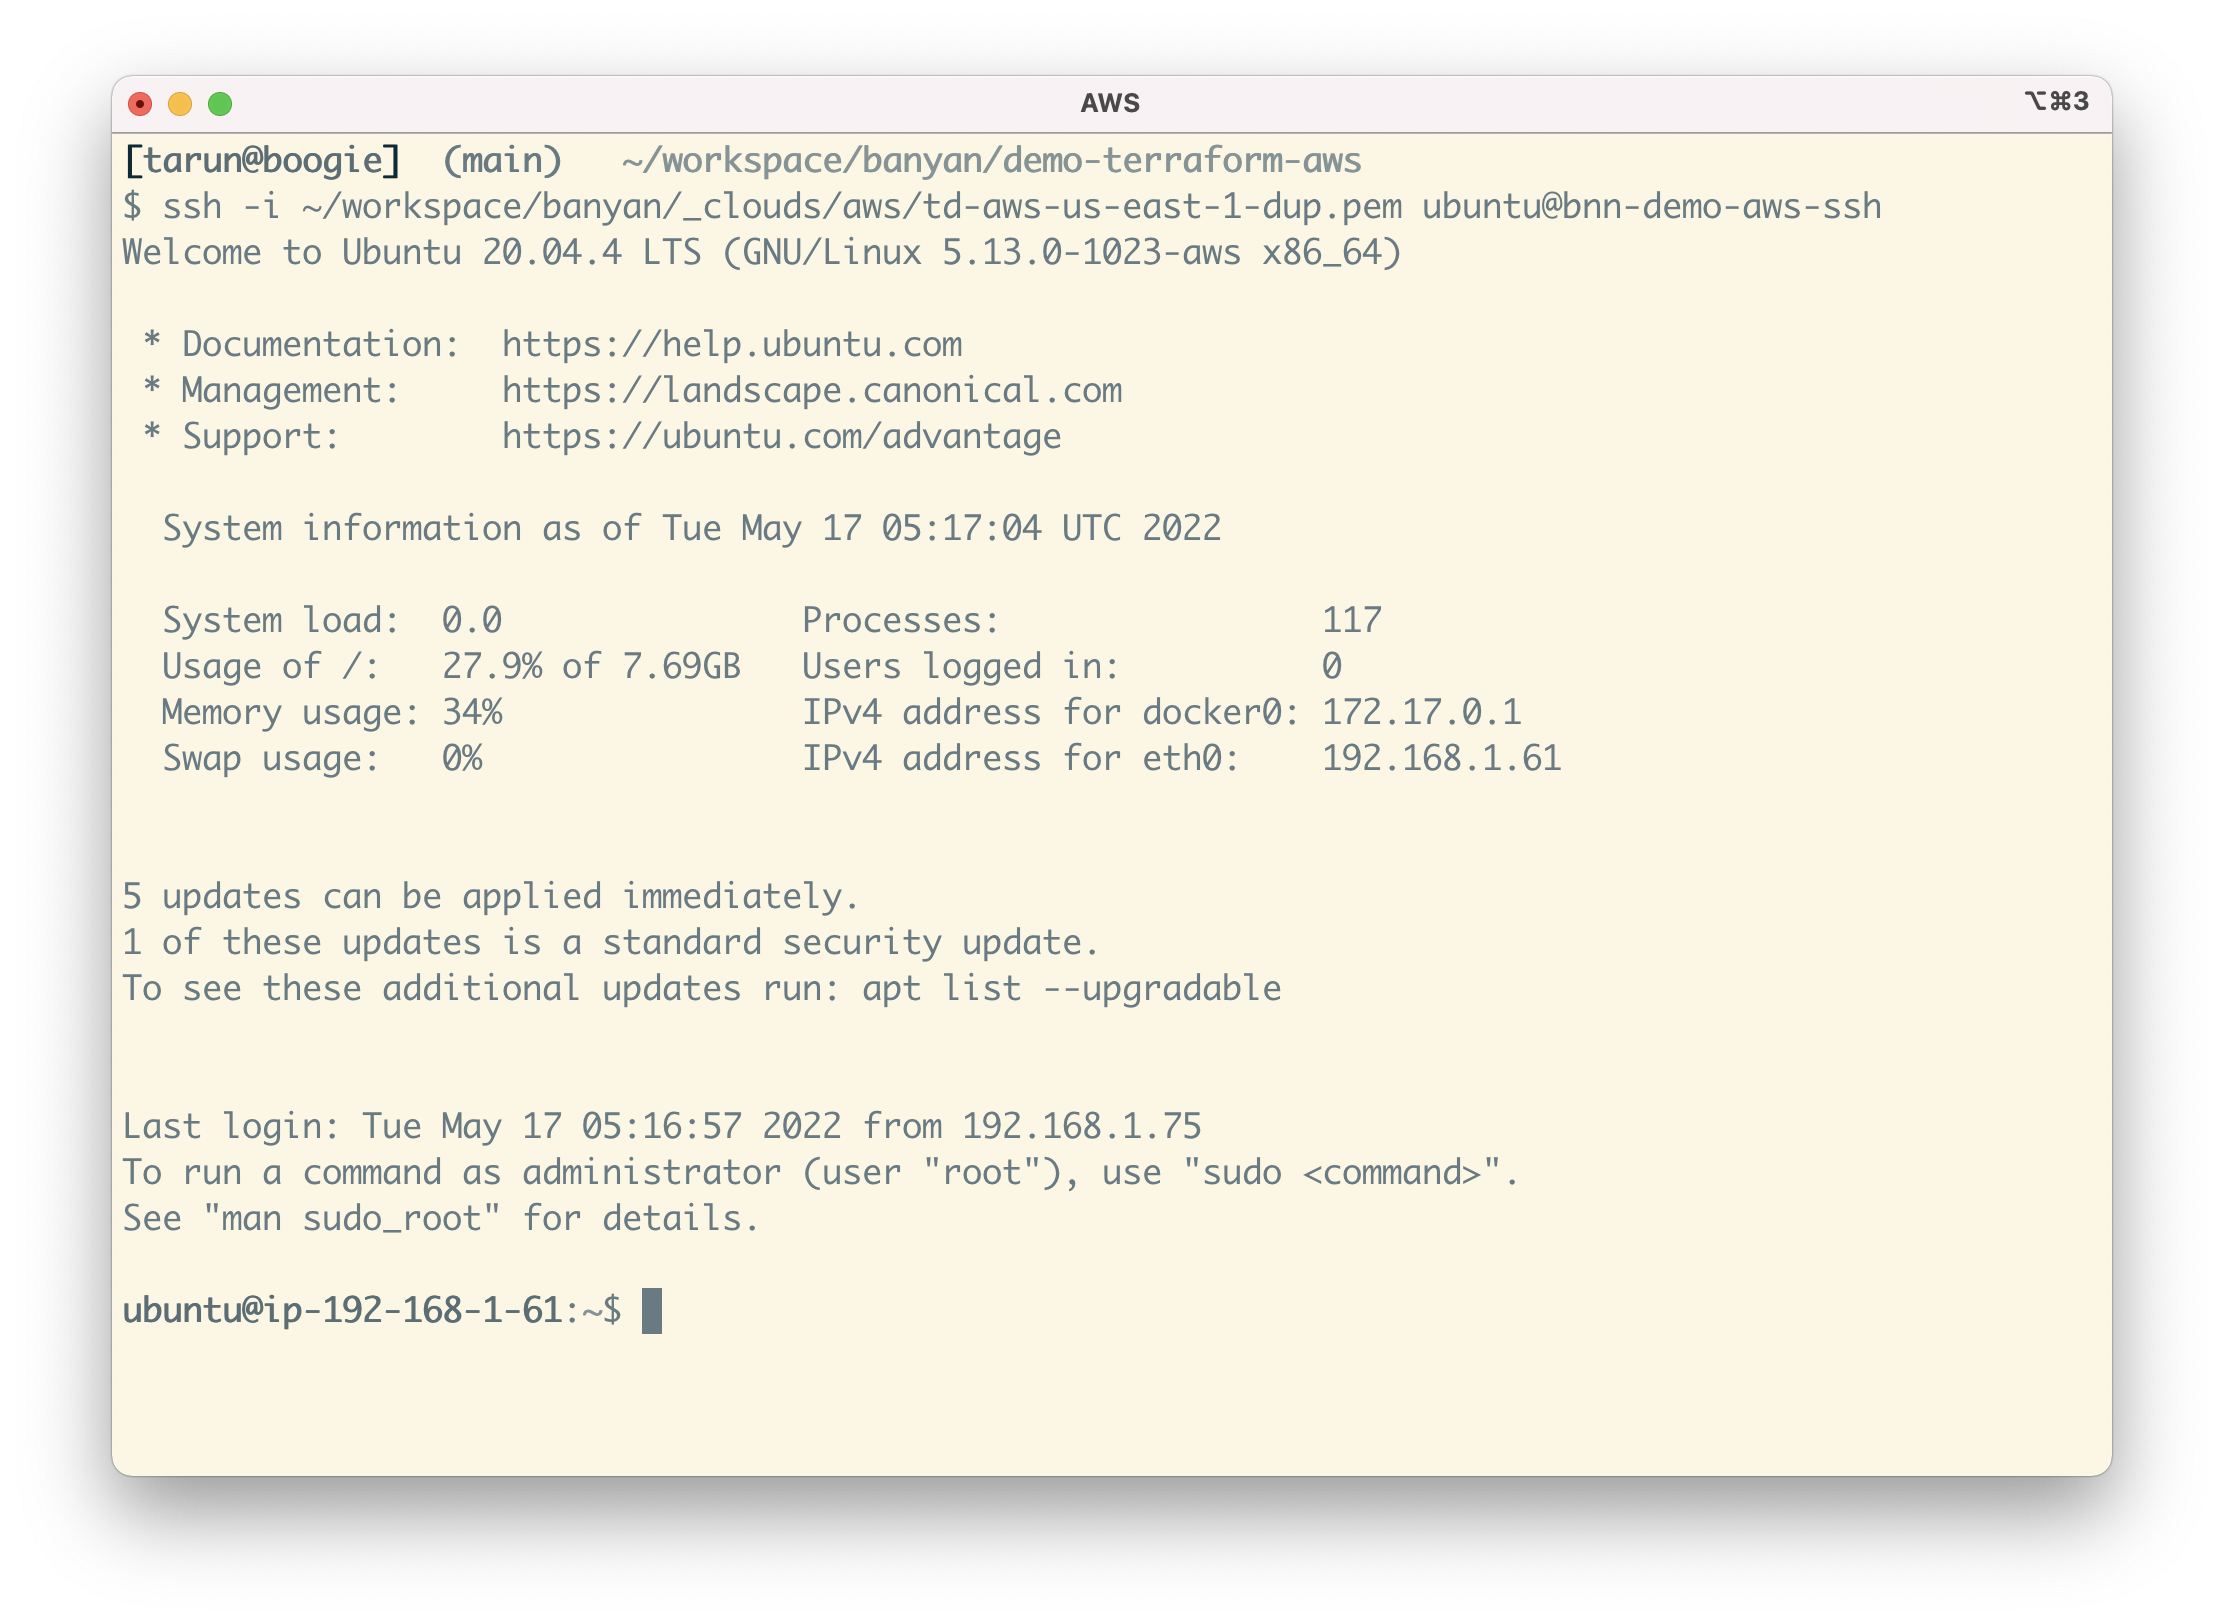 AWS ⌥⌘3
[tarun@boogie]  (main)   ~/workspace/banyan/demo-terraform-aws
$ ssh -i ~/workspace/banyan/_clouds/aws/td-aws-us-east-1-dup.pem ubuntu@bnn-demo-aws-ssh
Welcome to Ubuntu 20.04.4 LTS (GNU/Linux 5.13.0-1023-aws x86_64)
 * Documentation:  https://help.ubuntu.com
 * Management:     https://landscape.canonical.com
 * Support:        https://ubuntu.com/advantage
  System information as of Tue May 17 05:17:04 UTC 2022
  System load:  0.0               Processes:                117
  Usage of /:   27.9% of 7.69GB   Users logged in:          0
  Memory usage: 34%               IPv4 address for docker0: 172.17.0.1
  Swap usage:   0%                IPv4 address for eth0:    192.168.1.61
5 updates can be applied immediately.
1 of these updates is a standard security update.
To see these additional updates run: apt list --upgradable
Last login: Tue May 17 05:16:57 2022 from 192.168.1.75
To run a command as administrator (user "root"), use "sudo <command>".
See "man sudo_root" for details.
ubuntu@ip-192-168-1-61:~$